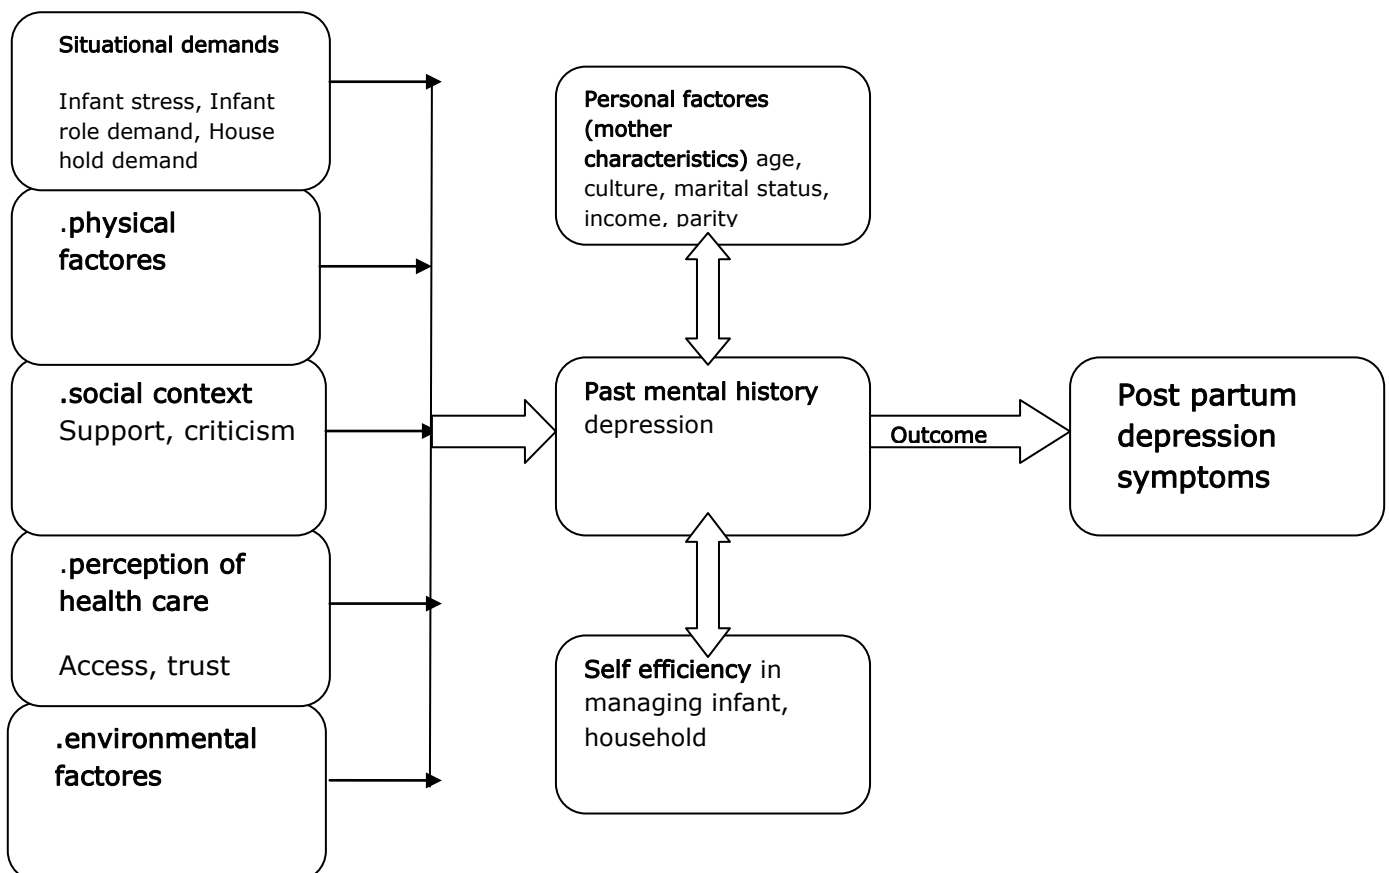 Situational demands
Infant stress, Infant
role demand, House
hold demand
.physical
factores
.social context
Support, criticism
.perception of
health care
Access, trust
.environmental
factores
Personal factores
(mother
characteristics) age,
culture, marital status,
income, parity
Past mental history
depression
Self efficiency in
managing infant,
household
Outcome
Post partum
depression
symptoms